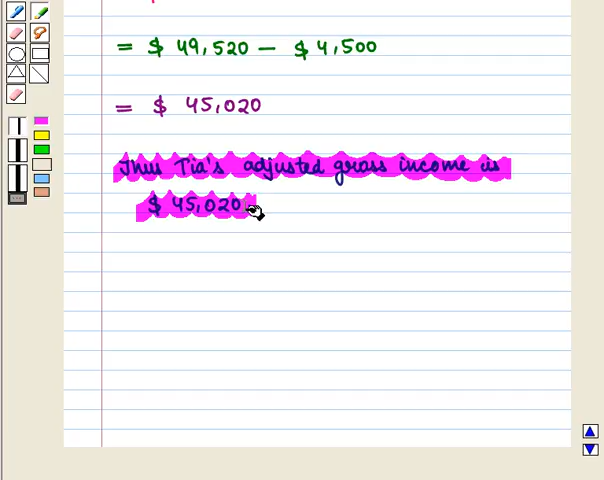 = $ 49,520 - $ 4,500
= $ 45,020
Thus Tia's adjusted gross income is
$ 45,020.